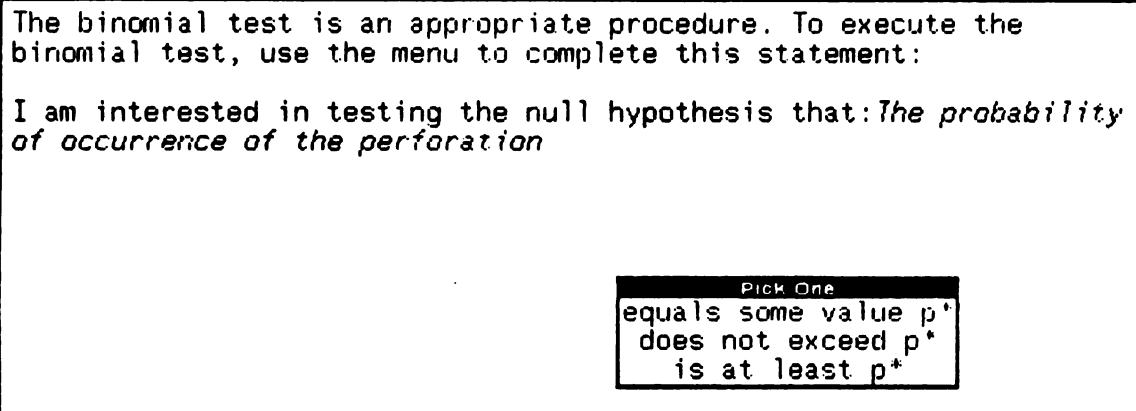 The binomial test is an appropriate procedure. To execute the
binomial test, use the menu to complete this statement:
I am interested in testing the null hypothesis that:The probability
of occurrence of the perforation
Pick One
equals some value p*
does not exceed p*
is at least p*